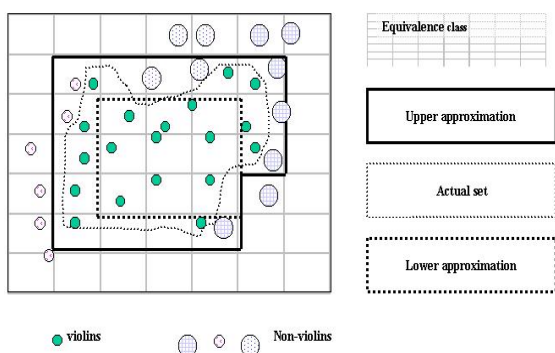 Equivalence class
Upper approximation
Actual set
Lower approximation
violins
Non-violins